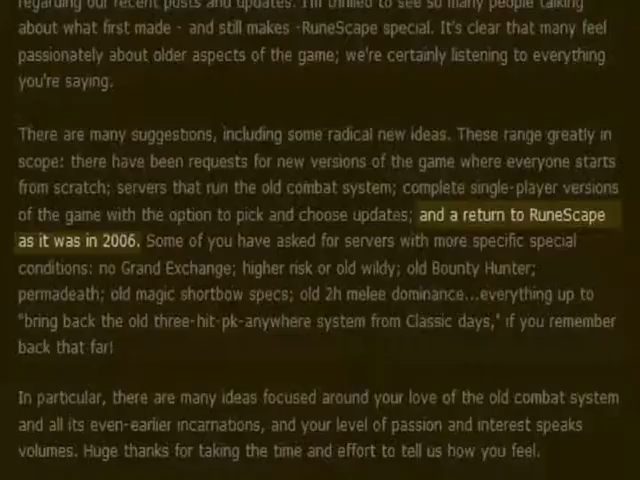 regarding our recent posts and updates. I'm thrilled to see so many people talking
about what first made - and still makes -RuneScape special. It's clear that many feel
passionately about older aspects of the game; we're certainly listening to everything
you're saying.
There are many suggestions, including some radical new ideas. These range greatly in
scope: there have been requests for new versions of the game where everyone starts
from scratch; servers that run the old combat system; complete single-player versions
of the game with the option to pick and choose updates; and a return to RuneScape
as it was in 2006. Some of you have asked for servers with more specific special
conditions: no Grand Exchange; higher risk or old wildy; old Bounty Hunter;
permadeath; old magic shortbow specs; old 2h melee dominance...everything up to
"bring back the old three-hit-pk-anywhere system from Classic days," if you remember
back that far!
In particular, there are many ideas focused around your love of the old combat system
and all its even-earlier incarnations, and your level of passion and interest speaks
volumes. Huge thanks for taking the time and effort to tell us how you feel.